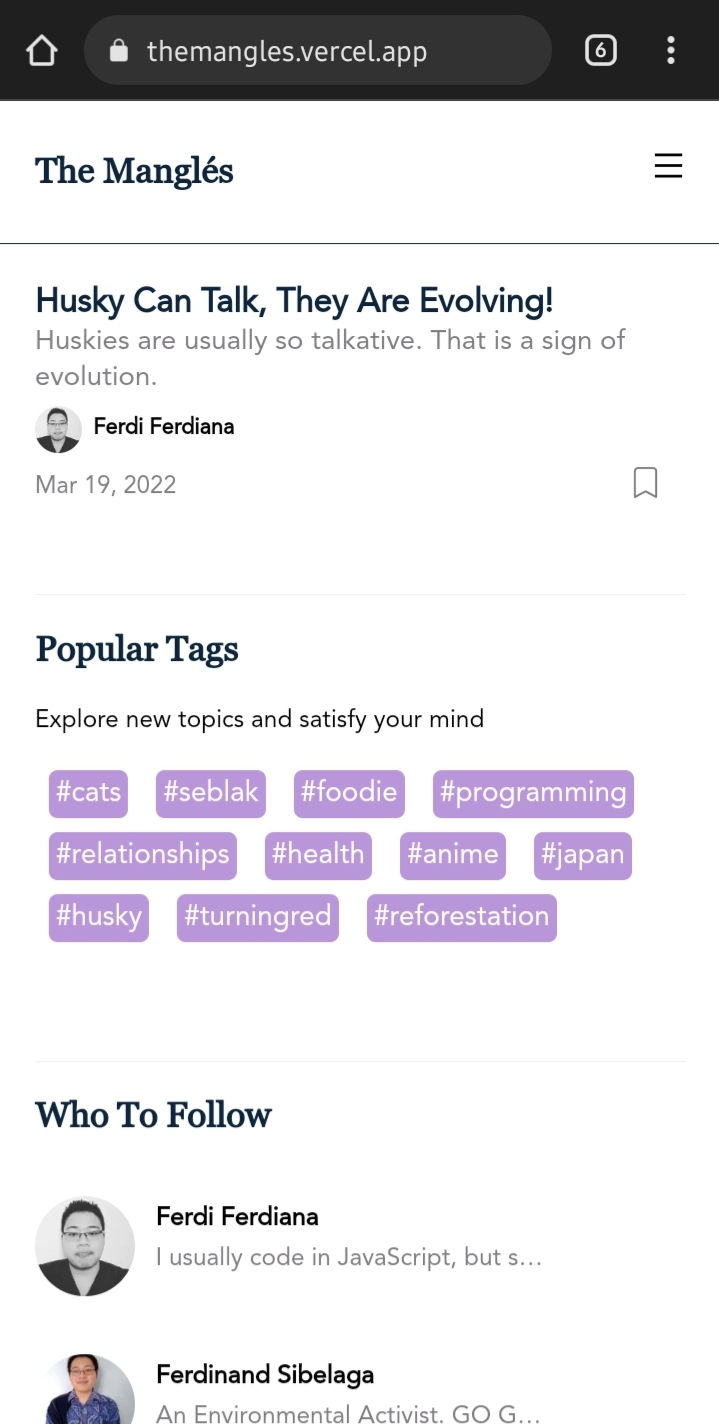 themangles.vercel.app
6
The Manglés
Husky Can Talk, They Are Evolving!
Huskies are usually so talkative. That is a sign of
evolution.
Ferdi Ferdiana
Mar 19, 2022
Popular Tags
Explore new topics and satisfy your mind
#cats #seblak #foodie #programming
#relationships #health #anime #japan
#husky #turningred #reforestation
Who To Follow
Ferdi Ferdiana
I usually code in JavaScript, but s...
Ferdinand Sibelaga
An Environmental Activist. GO G...